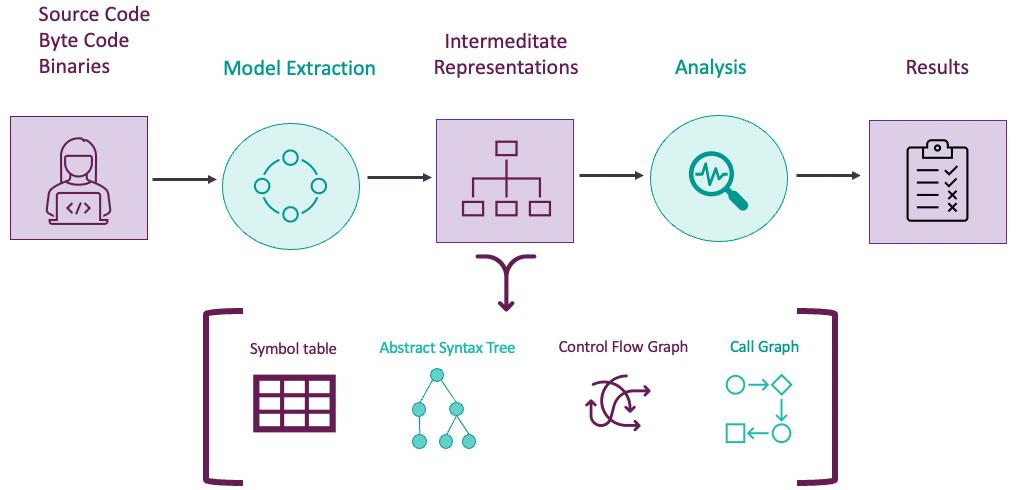 Source Code
Byte Code
Binaries
Model Extraction
Intermeditate
Representations
Analysis
Results
</>
Symbol table
Abstract Syntax Tree
Control Flow Graph
Call Graph